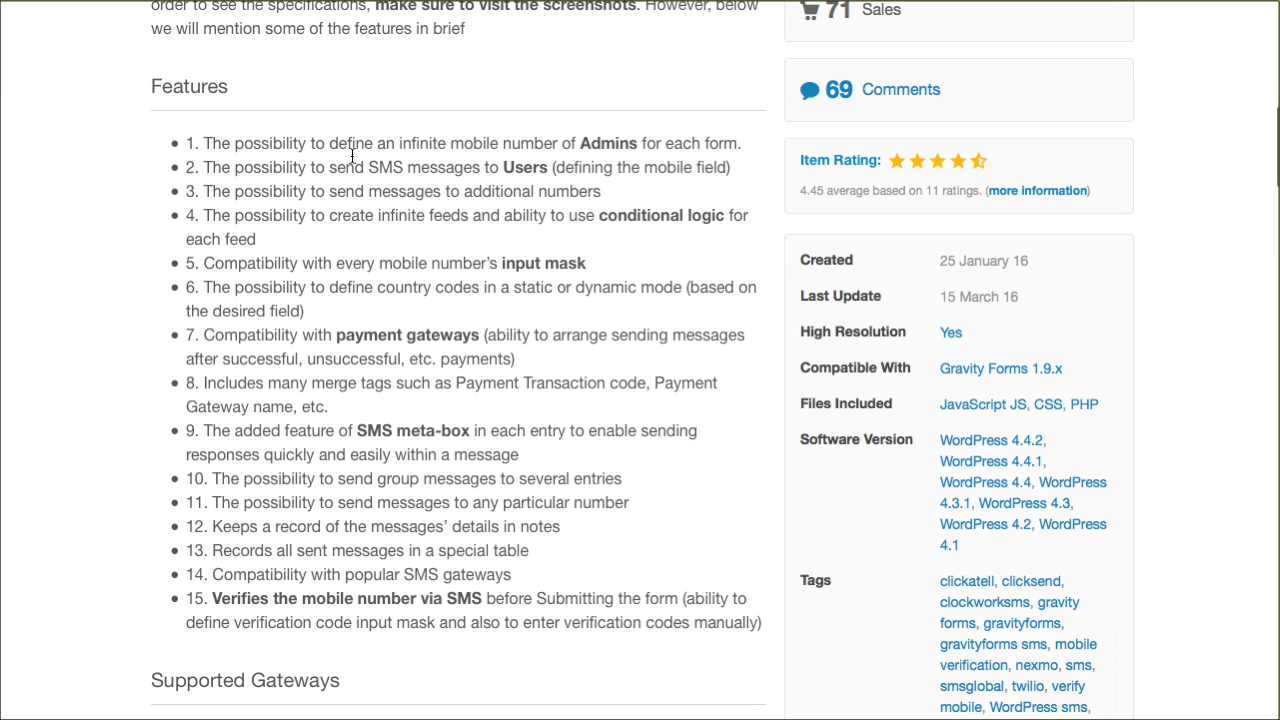 order to see the specifications, make sure to visit the screenshots. However, below
we will mention some of the features in brief
Features
1. The possibility to define an infinite mobile number of Admins for each form.
2. The possibility to send SMS messages to Users (defining the mobile field)
3. The possibility to send messages to additional numbers
4. The possibility to create infinite feeds and ability to use conditional logic for
each feed
5. Compatibility with every mobile number’s input mask
6. The possibility to define country codes in a static or dynamic mode (based on
the desired field)
7. Compatibility with payment gateways (ability to arrange sending messages
after successful, unsuccessful, etc. payments)
8. Includes many merge tags such as Payment Transaction code, Payment
Gateway name, etc.
9. The added feature of SMS meta-box in each entry to enable sending
responses quickly and easily within a message
10. The possibility to send group messages to several entries
11. The possibility to send messages to any particular number
12. Keeps a record of the messages’ details in notes
13. Records all sent messages in a special table
14. Compatibility with popular SMS gateways
15. Verifies the mobile number via SMS before Submitting the form (ability to
define verification code input mask and also to enter verification codes manually)
Supported Gateways
71 Sales
69 Comments
Item Rating:
4.45 average based on 11 ratings. (more information)
Created 25 January 16
Last Update 15 March 16
High Resolution Yes
Compatible With Gravity Forms 1.9.x
Files Included JavaScript JS, CSS, PHP
Software Version WordPress 4.4.2,
WordPress 4.4.1,
WordPress 4.4, WordPress
4.3.1, WordPress 4.3,
WordPress 4.2, WordPress
4.1
Tags clickatell, clicksend,
clockworksms, gravity
forms, gravityforms,
gravityforms sms, mobile
verification, nexmo, sms,
smsglobal, twilio, verify
mobile, WordPress sms,